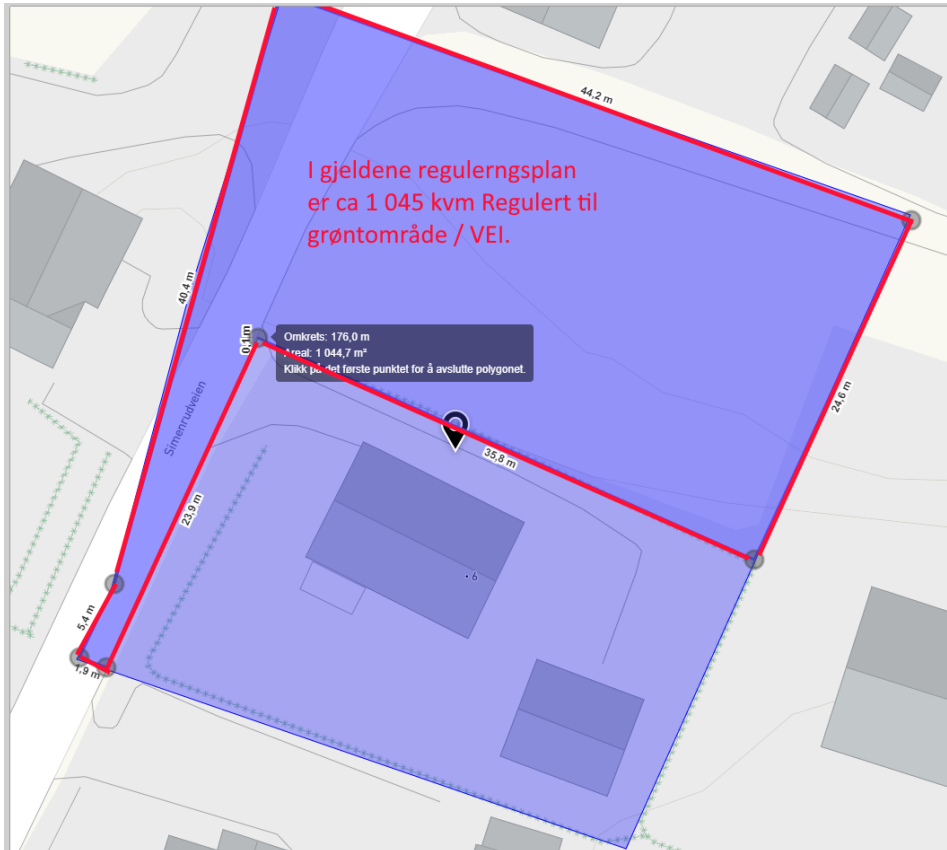 44,2 m
I gjeldene regulerngsplan
er ca 1 045 kvm Regulert til
grøntområde / VEI.
40,4 m
0,1 m
Omkrets: 176,0 m
Areal: 1 044,7 m²
Klikk på det første punktet for å avslutte polygonet.
24,6 m
Simenrudveien
35,8 m
23,9 m
6
5,4 m
1,9 m